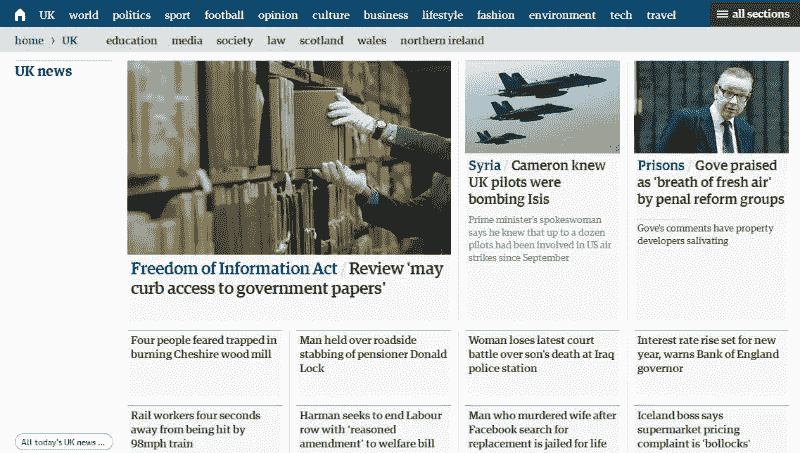 UK world politics sport football opinion culture business lifestyle fashion environment tech travel all sections
home › UK education media society law scotland wales northern ireland
UK news
Freedom of Information Act / Review ‘may
curb access to government papers’
Syria / Cameron knew
UK pilots were
bombing Isis
Prime minister’s spokeswoman
says he knew that up to a dozen
pilots had been involved in US air
strikes since September
Prisons / Gove praised
as ‘breath of fresh air’
by penal reform groups
Gove’s comments have property
developers salivating
Four people feared trapped in
burning Cheshire wood mill
Man held over roadside
stabbing of pensioner Donald
Lock
Woman loses latest court
battle over son’s death at Iraq
police station
Interest rate rise set for new
year, warns Bank of England
governor
Rail workers four seconds
away from being hit by
98mph train
Harman seeks to end Labour
row with ‘reasoned
amendment’ to welfare bill
Man who murdered wife after
Facebook search for
replacement is jailed for life
Iceland boss says
supermarket pricing
complaint is ‘bollocks’
All today’s UK news ...